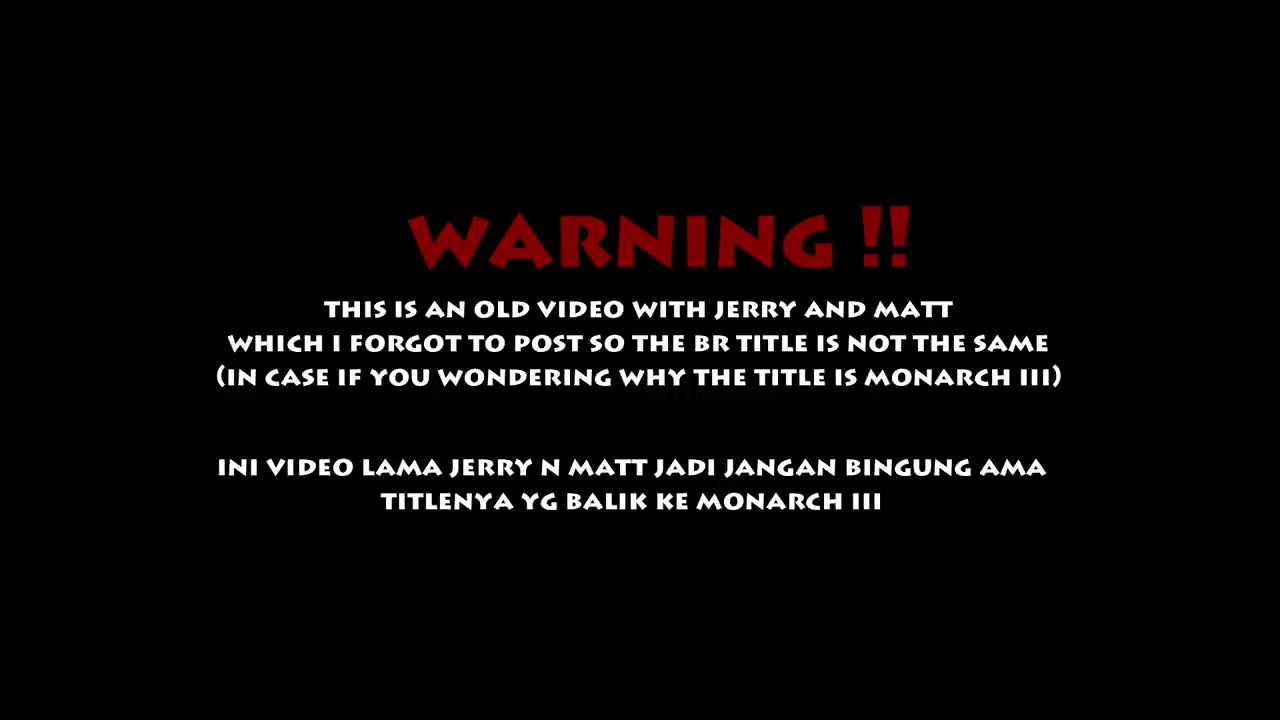 WARNING !!
THIS IS AN OLD VIDEO WITH JERRY AND MATT
WHICH I FORGOT TO POST SO THE BR TITLE IS NOT THE SAME
(IN CASE IF YOU WONDERING WHY THE TITLE IS MONARCH III)
INI VIDEO LAMA JERRY N MATT JADI JANGAN BINGUNG AMA
TITLENYA YG BALIK KE MONARCH III